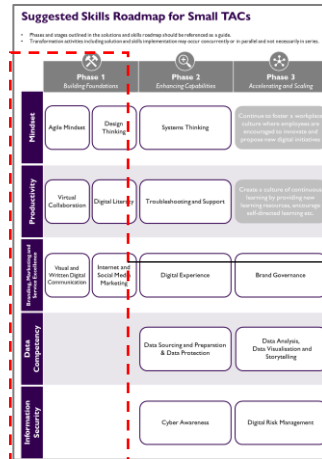 Suggested Skills Roadmap for Small TACs
• Phases and stages outlined in the solutions and skills roadmap should be referenced as a guide.
• Transformation activities including solution and skills implementation may occur concurrently or in parallel and not necessarily in series.
Phase 1
Building Foundations
Phase 2
Enhancing Capabilities
Phase 3
Accelerating and Scaling
Mindset
Agile Mindset
Design
Thinking
Systems Thinking
Continue to foster a workplace
culture where employees are
encouraged to innovate and
propose new digital initiatives
Productivity
Virtual
Collaboration
Digital Literacy
Troubleshooting and Support
Create a culture of continuous
learning by providing new
learning resources, encourage
self-directed learning etc.
Branding, Marketing and
Service Excellence
Visual and
Written Digital
Communication
Internet and
Social Media
Marketing
Digital Experience
Brand Governance
Data
Competency
Data Sourcing and Preparation
& Data Protection
Data Analysis,
Data Visualisation and
Storytelling
Information
Security
Cyber Awareness
Digital Risk Management